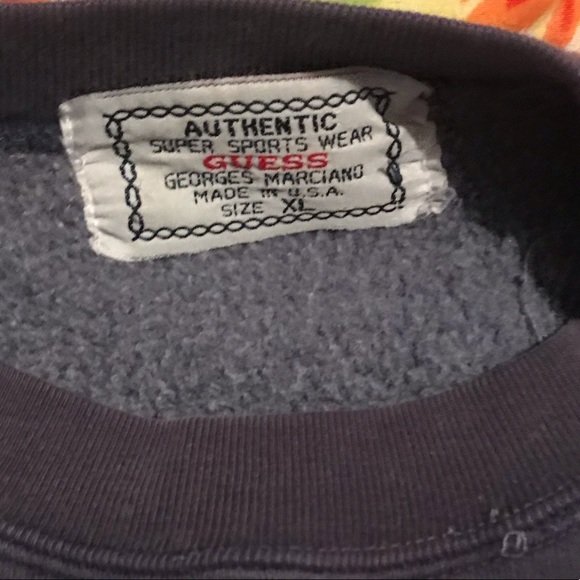 AUTHENTIC
SUPER SPORTS WEAR
GUESS
GEORGES MARCIANO
MADE IN U.S.A.
SIZE XL